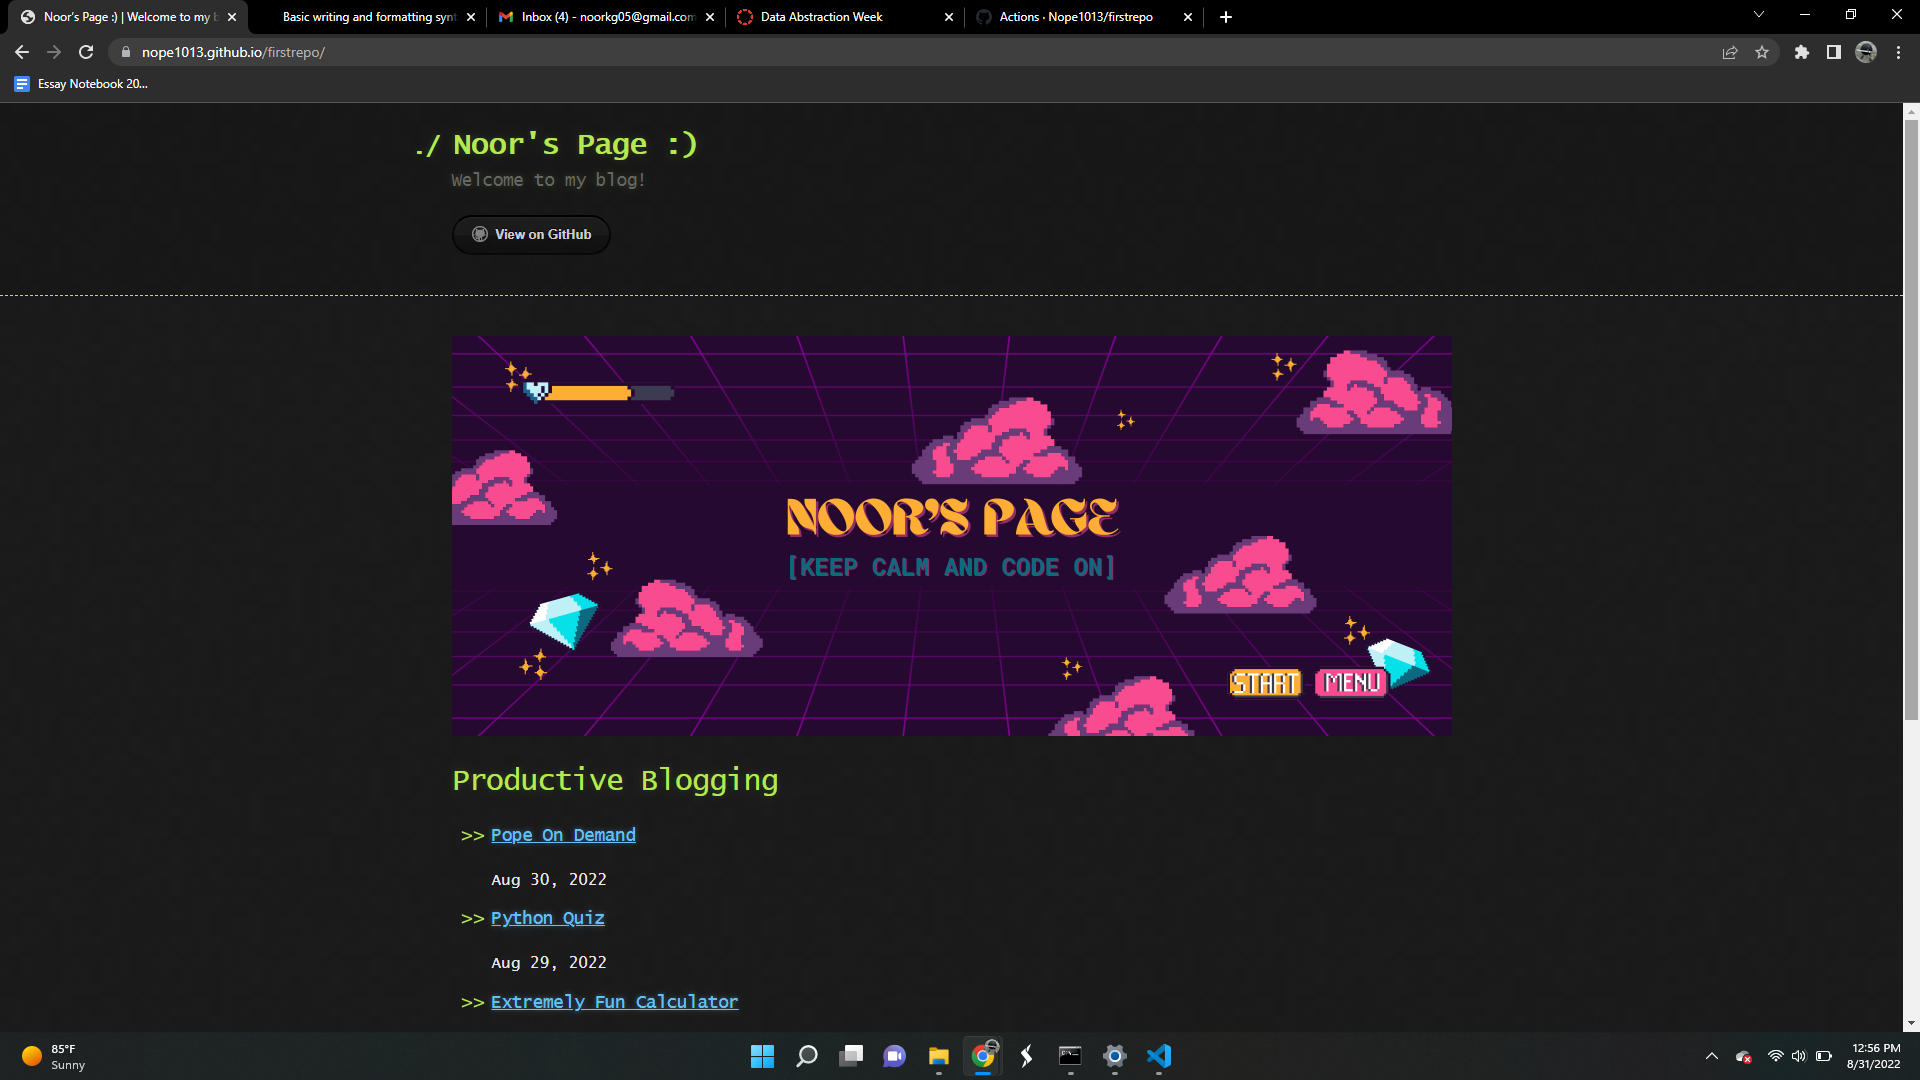 Noor's Page :) | Welcome to my b
Basic writing and formatting synt
Inbox (4) - noorkg05@gmail.com
Data Abstraction Week
Actions · Nope1013/firstrepo
nope1013.github.io/firstrepo/
Essay Notebook 20...
./ Noor's Page :)
Welcome to my blog!
View on GitHub
NOOR'S PAGE
[KEEP CALM AND CODE ON]
START MENU
Productive Blogging
>> Pope On Demand
Aug 30, 2022
>> Python Quiz
Aug 29, 2022
>> Extremely Fun Calculator
85°F
Sunny
12:56 PM
8/31/2022